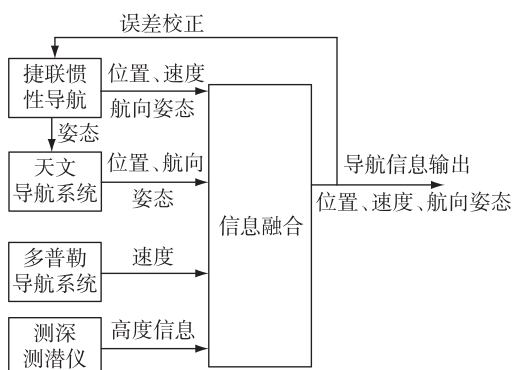 误差校正
捷联惯
性导航
位置、速度
航向姿态
姿态
天文
导航系统
位置、航向
姿态
信息融合
导航信息输出
位置、速度、航向姿态
多普勒
导航系统
速度
测深
测潜仪
高度信息